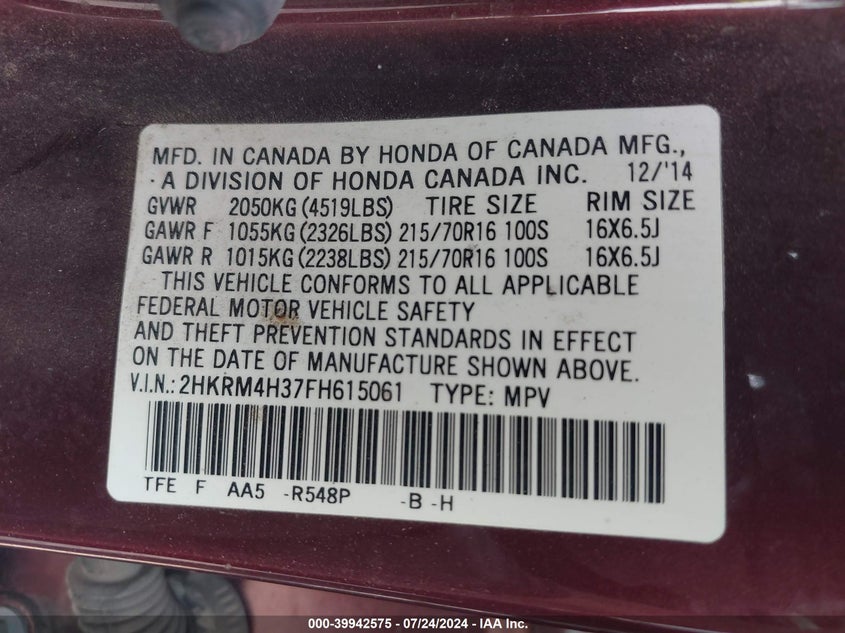 MFD. IN CANADA BY HONDA OF CANADA MFG.,
A DIVISION OF HONDA CANADA INC. 12/'14
GVWR 2050KG (4519LBS) TIRE SIZE RIM SIZE
GAWR F 1055KG (2326LBS) 215/70R16 100S 16X6.5J
GAWR R 1015KG (2238LBS) 215/70R16 100S 16X6.5J
THIS VEHICLE CONFORMS TO ALL APPLICABLE
FEDERAL MOTOR VEHICLE SAFETY
AND THEFT PREVENTION STANDARDS IN EFFECT
ON THE DATE OF MANUFACTURE SHOWN ABOVE.
V.I.N.: 2HKRM4H37FH615061 TYPE: MPV
TFE F AA5 -R548P -B -H
000-39942575 - 07/24/2024 - IAA Inc.